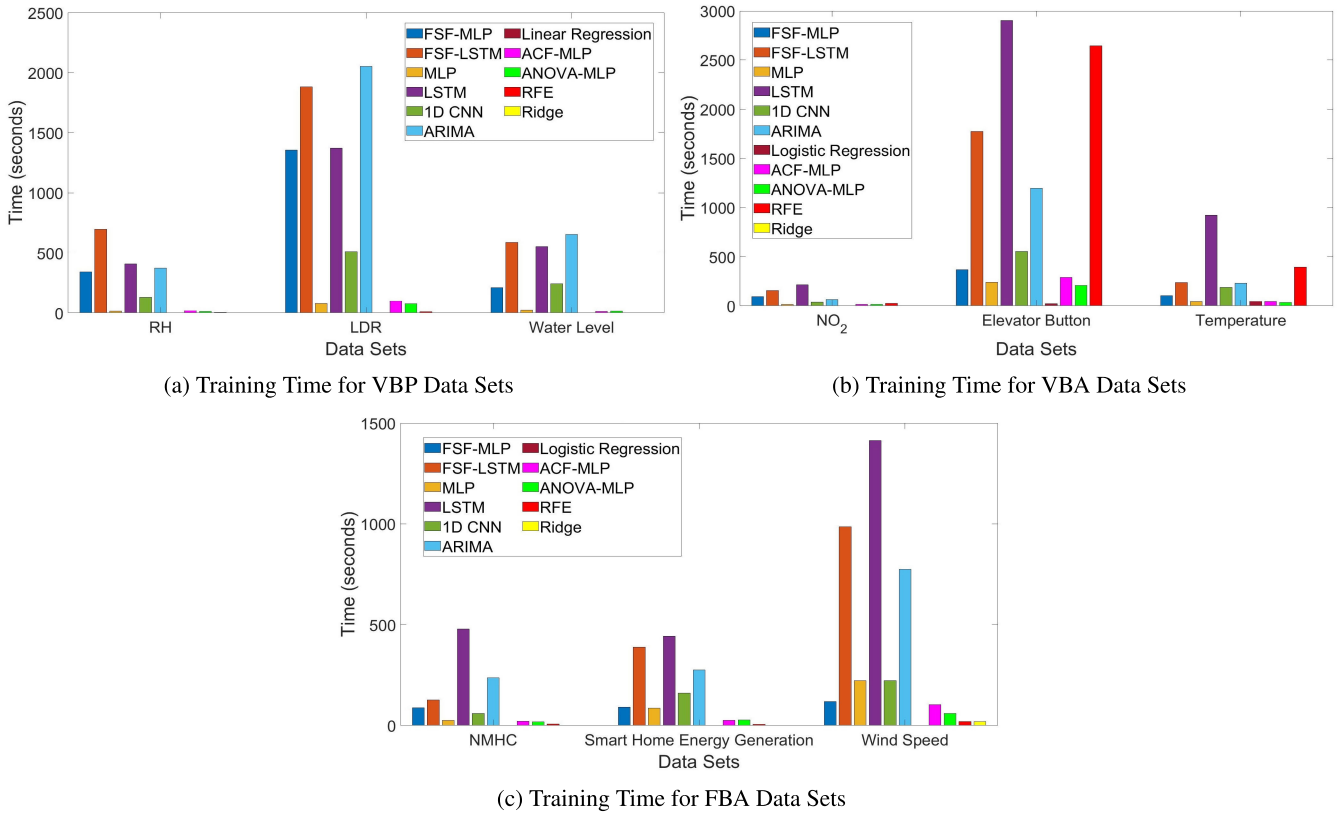 2500
2000
1500
1000
500
0
Time (seconds)
FSF-MLP
FSF-LSTM
MLP
LSTM
1D CNN
ARIMA
Linear Regression
ACF-MLP
ANOVA-MLP
RFE
Ridge
RH
LDR
Water Level
Data Sets
(a) Training Time for VBP Data Sets
3000
2500
2000
1500
1000
500
0
Time (seconds)
FSF-MLP
FSF-LSTM
MLP
LSTM
1D CNN
ARIMA
Logistic Regression
ACF-MLP
ANOVA-MLP
RFE
Ridge
NO2
Elevator Button
Temperature
Data Sets
(b) Training Time for VBA Data Sets
1500
1000
500
0
Time (seconds)
FSF-MLP
FSF-LSTM
MLP
LSTM
1D CNN
ARIMA
Logistic Regression
ACF-MLP
ANOVA-MLP
RFE
Ridge
NMHC
Smart Home Energy Generation
Wind Speed
Data Sets
(c) Training Time for FBA Data Sets